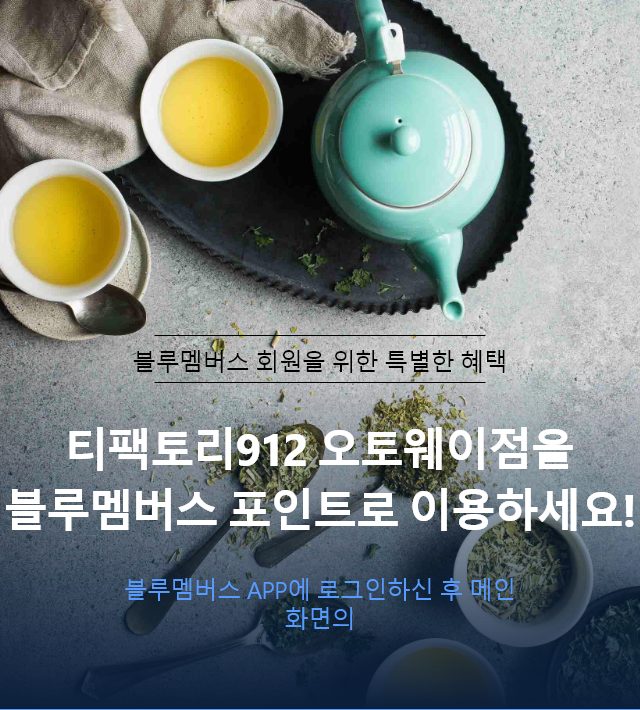 블루멤버스 회원을 위한 특별한 혜택
티팩토리912 오토웨이점을
블루멤버스 포인트로 이용하세요!
블루멤버스 APP에 로그인하신 후 메인
화면의